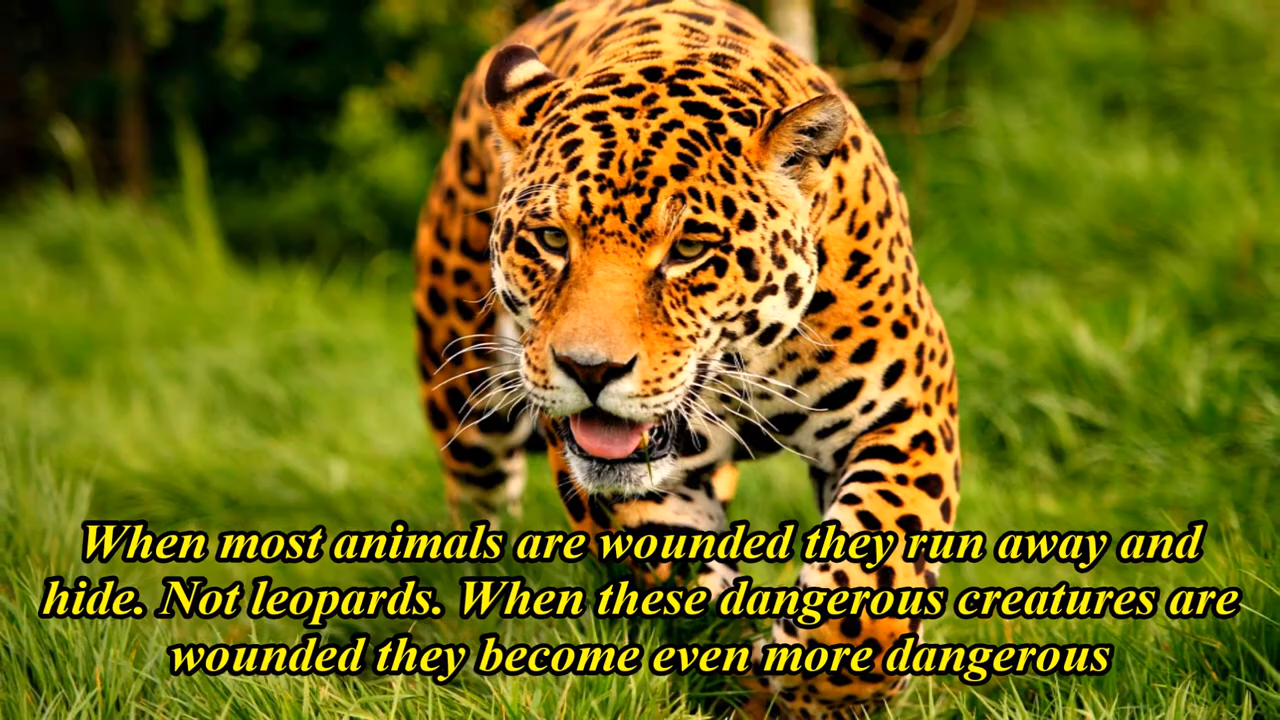 When most animals are wounded they run away and
hide. Not leopards. When these dangerous creatures are
wounded they become even more dangerous